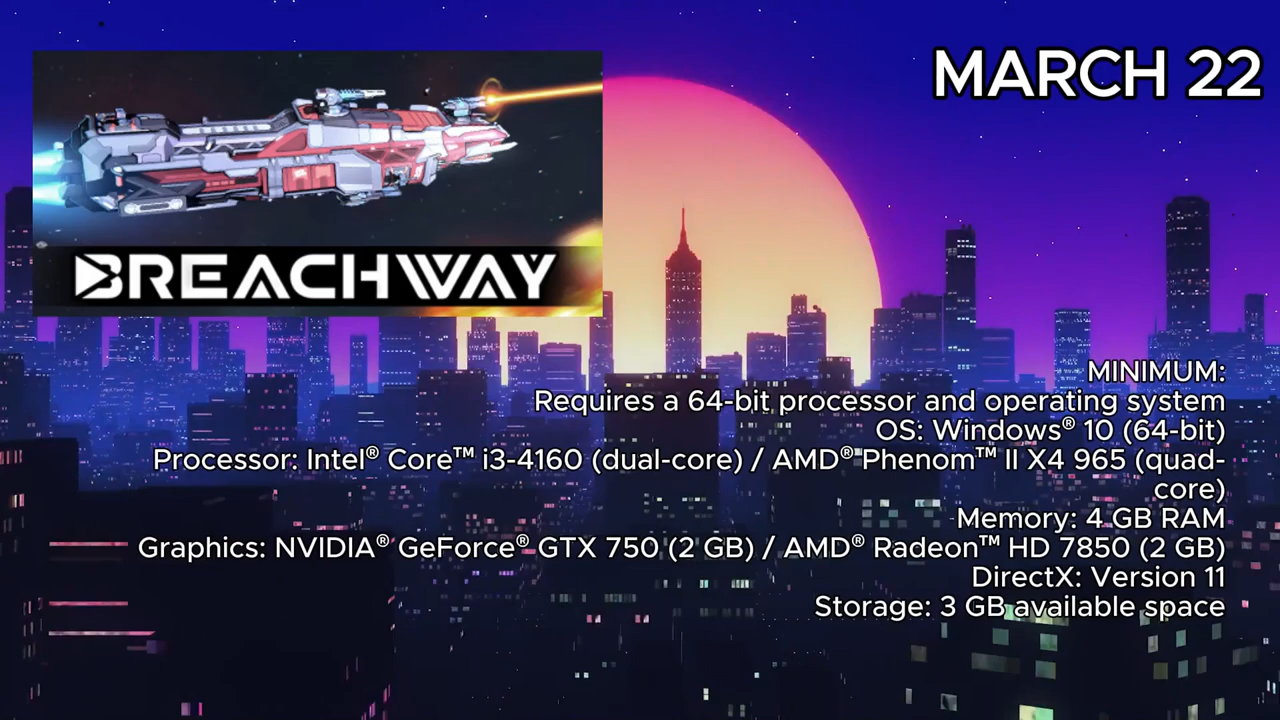 MARCH 22
BREACHWAY
MINIMUM:
Requires a 64-bit processor and operating system
OS: Windows® 10 (64-bit)
Processor: Intel® Core™ i3-4160 (dual-core) / AMD® Phenom™ II X4 965 (quad-
core)
Memory: 4 GB RAM
Graphics: NVIDIA® GeForce® GTX 750 (2 GB) / AMD® Radeon™ HD 7850 (2 GB)
DirectX: Version 11
Storage: 3 GB available space